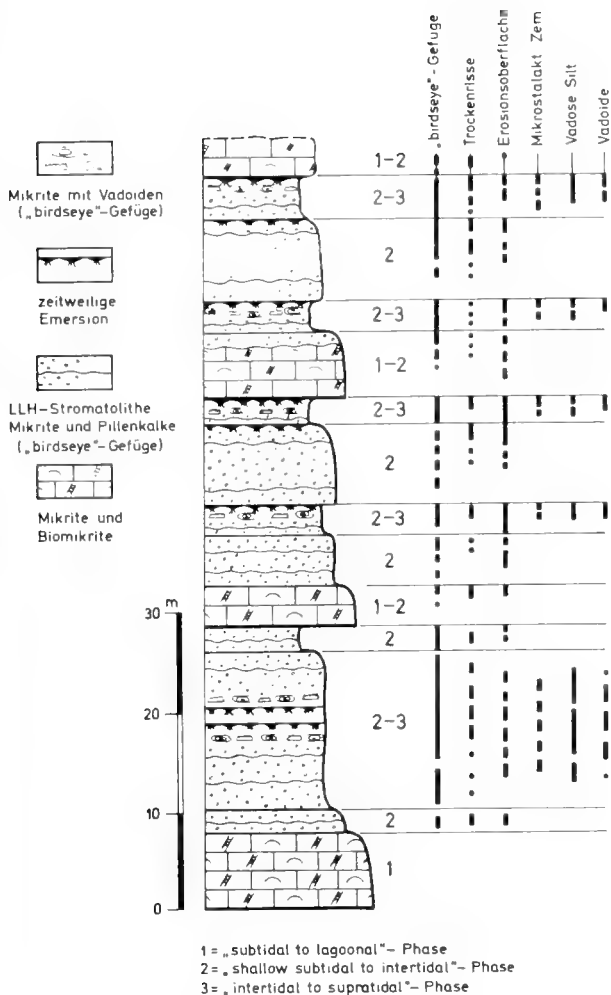 „birdseye"-Gefüge
Trockenrisse
Erosionsoberfläche
Mikrostalakt Zem
Vadose Silt
Vadoide
Mikrite mit Vadoiden
(„birdseye"-Gefüge)
zeitweilige
Emersion
LLH-Stromatolithe
Mikrite und Pillenkalke
(„birdseye"-Gefüge)
Mikrite und
Biomikrite
1-2
2-3
2
2-3
1-2
2-3
2
2-3
2
1-2
2
2-3
2
1
m
30
20
10
0
1 = „subtidal to lagoonal"- Phase
2 = „shallow subtidal to intertidal"- Phase
3 = „intertidal to supratidal"- Phase